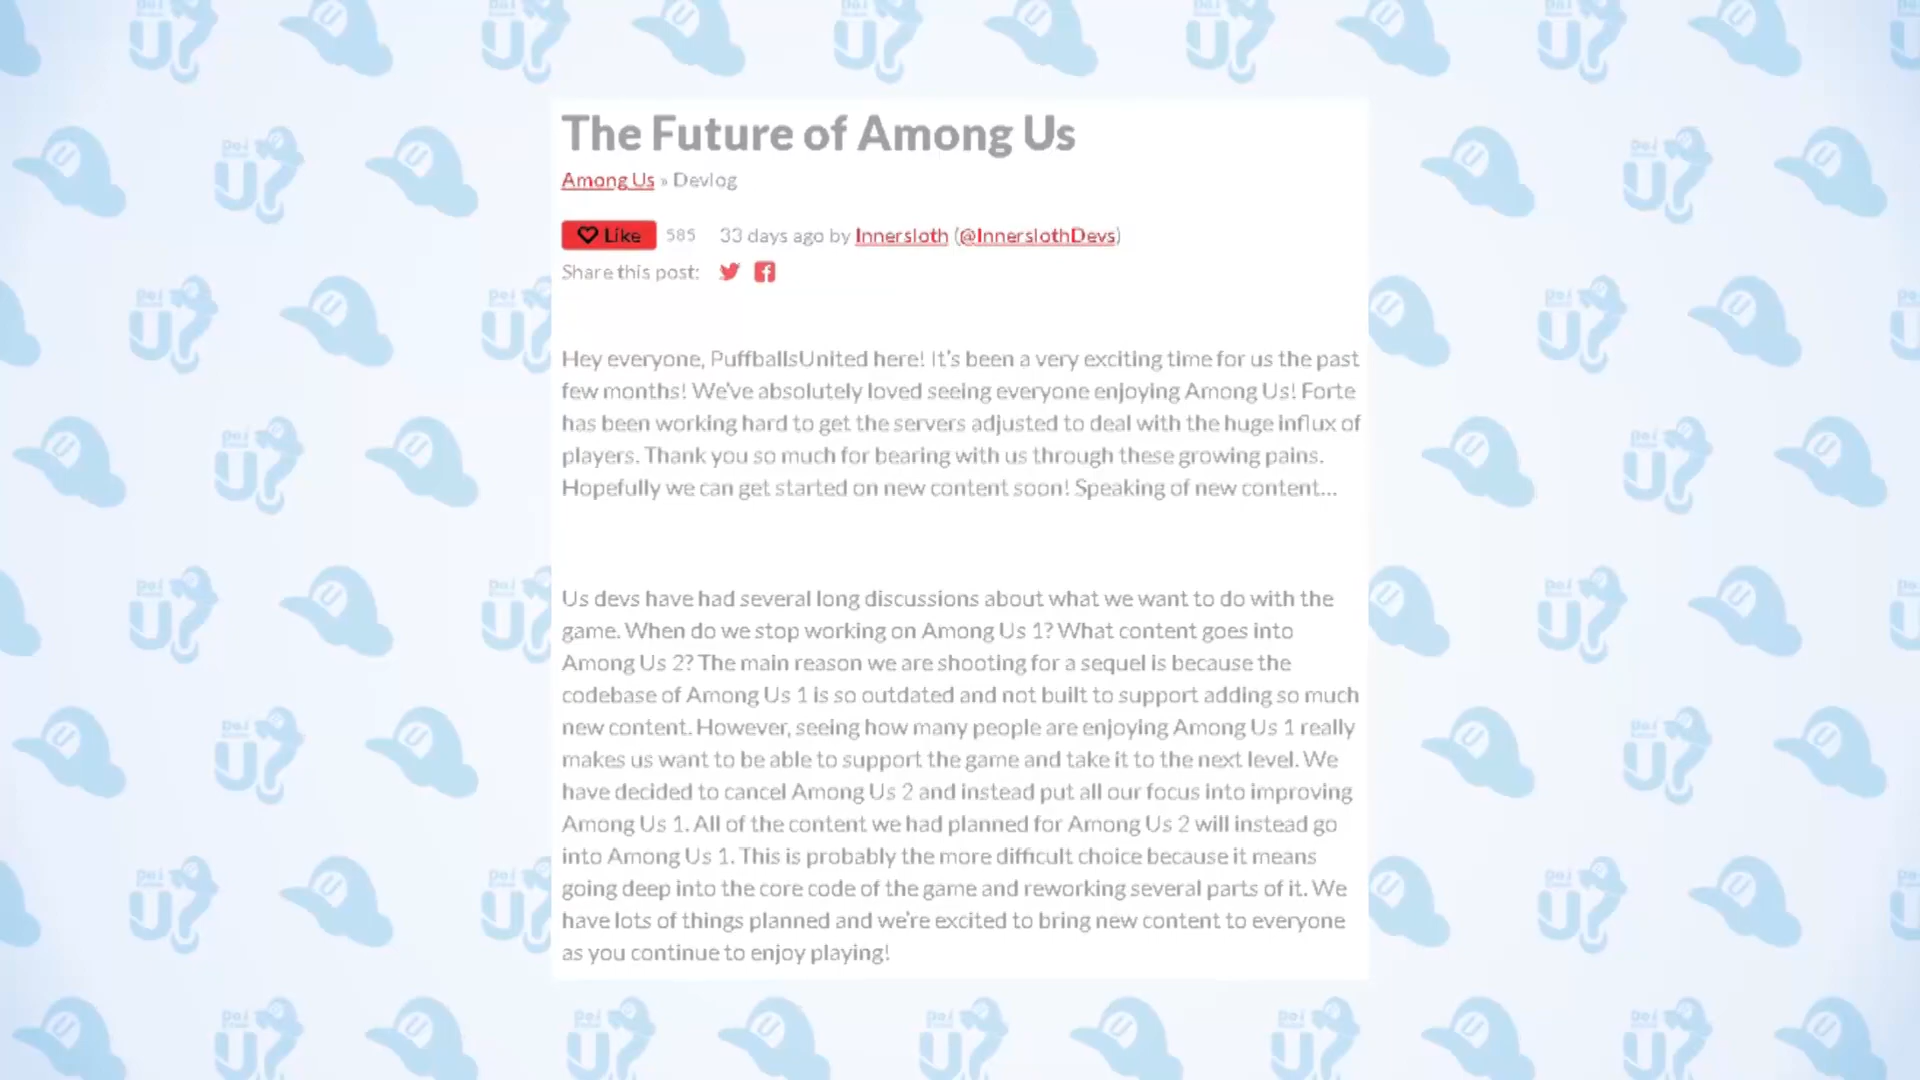 The Future of Among Us
Among Us » Devlog
Like 585 33 days ago by Innersloth (@InnerslothDevs)
Share this post:
Hey everyone, PuffballsUnited here! It's been a very exciting time for us the past
few months! We've absolutely loved seeing everyone enjoying Among Us! Forte
has been working hard to get the servers adjusted to deal with the huge influx of
players. Thank you so much for bearing with us through these growing pains.
Hopefully we can get started on new content soon! Speaking of new content...
Us devs have had several long discussions about what we want to do with the
game. When do we stop working on Among Us 1? What content goes into
Among Us 2? The main reason we are shooting for a sequel is because the
codebase of Among Us 1 is so outdated and not built to support adding so much
new content. However, seeing how many people are enjoying Among Us 1 really
makes us want to be able to support the game and take it to the next level. We
have decided to cancel Among Us 2 and instead put all our focus into improving
Among Us 1. All of the content we had planned for Among Us 2 will instead go
into Among Us 1. This is probably the more difficult choice because it means
going deep into the core code of the game and reworking several parts of it. We
have lots of things planned and we're excited to bring new content to everyone
as you continue to enjoy playing!